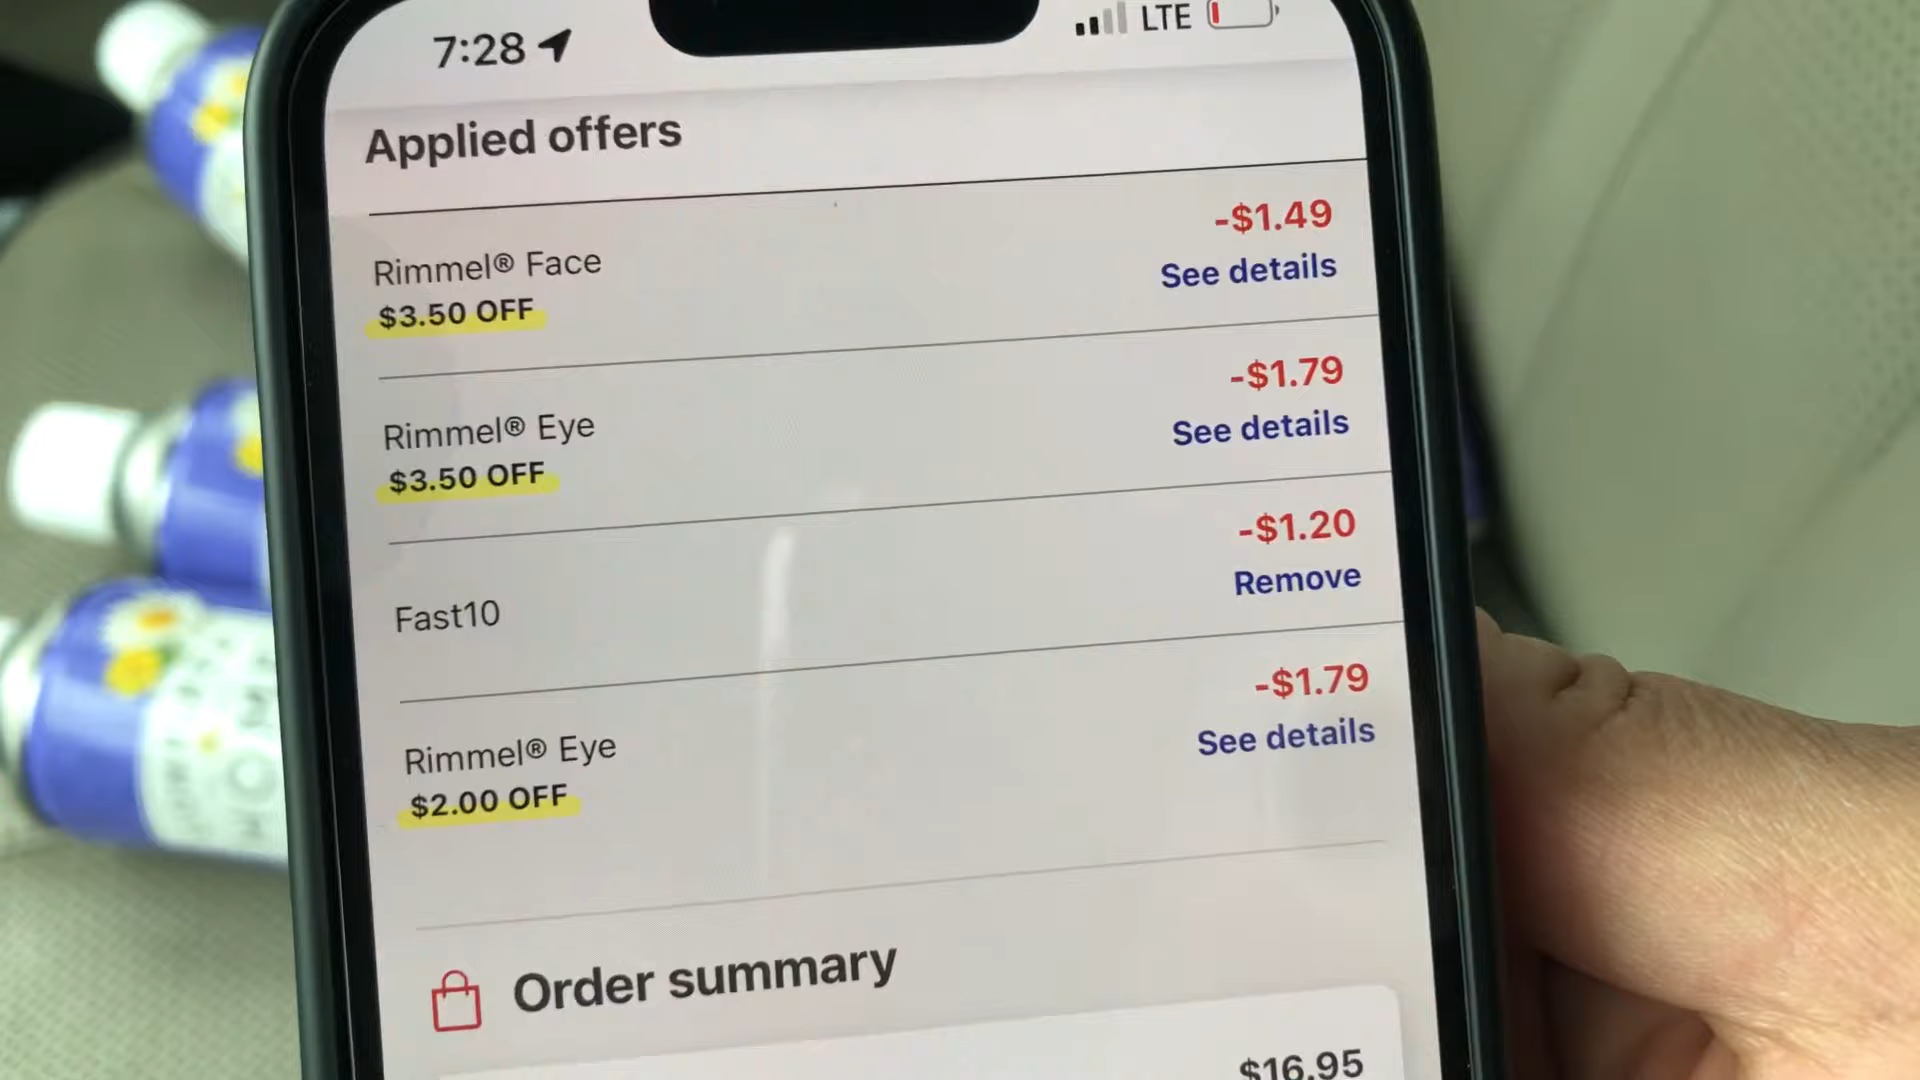 7:28
LTE
Applied offers
Rimmel® Face
$3.50 OFF
-$1.49
See details
Rimmel® Eye
$3.50 OFF
-$1.79
See details
Fast10
-$1.20
Remove
Rimmel® Eye
$2.00 OFF
-$1.79
See details
Order summary
$16.95